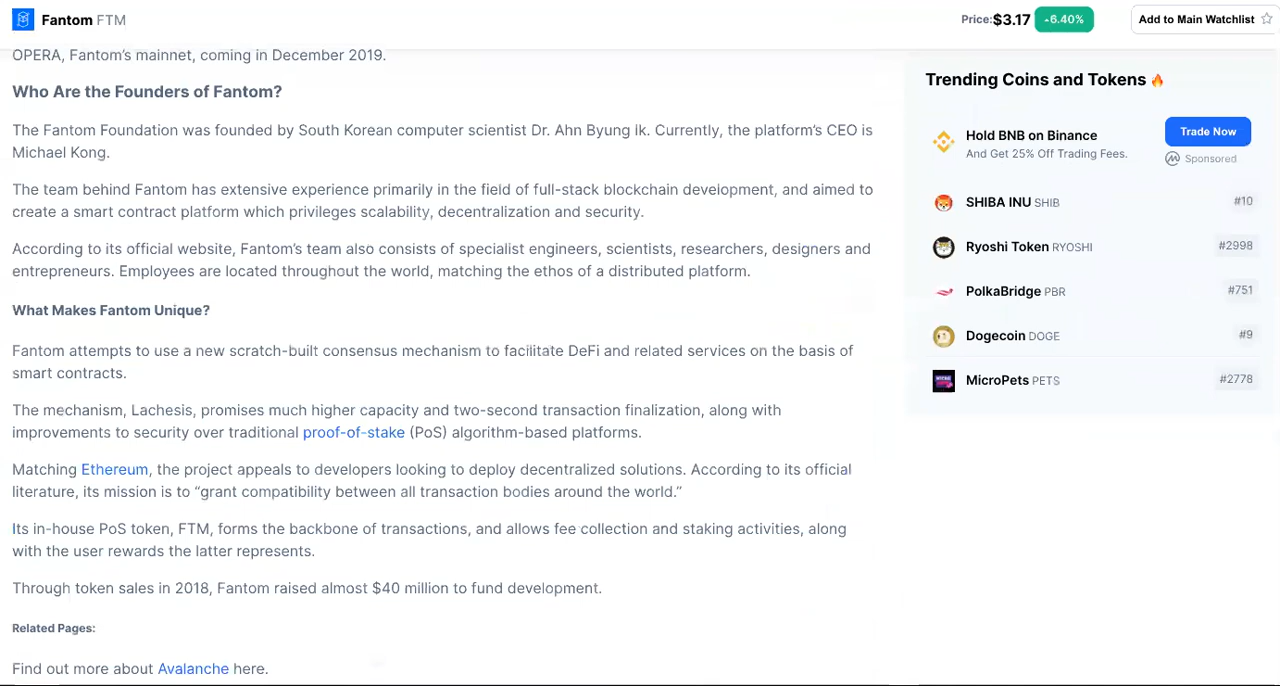 Fantom FTM
Price:$3.17
6.40%
Add to Main Watchlist
OPERA, Fantom’s mainnet, coming in December 2019.
Who Are the Founders of Fantom?
The Fantom Foundation was founded by South Korean computer scientist Dr. Ahn Byung Ik. Currently, the platform’s CEO is
Michael Kong.
The team behind Fantom has extensive experience primarily in the field of full-stack blockchain development, and aimed to
create a smart contract platform which privileges scalability, decentralization and security.
According to its official website, Fantom’s team also consists of specialist engineers, scientists, researchers, designers and
entrepreneurs. Employees are located throughout the world, matching the ethos of a distributed platform.
What Makes Fantom Unique?
Fantom attempts to use a new scratch-built consensus mechanism to facilitate DeFi and related services on the basis of
smart contracts.
The mechanism, Lachesis, promises much higher capacity and two-second transaction finalization, along with
improvements to security over traditional proof-of-stake (PoS) algorithm-based platforms.
Matching Ethereum, the project appeals to developers looking to deploy decentralized solutions. According to its official
literature, its mission is to “grant compatibility between all transaction bodies around the world.”
Its in-house PoS token, FTM, forms the backbone of transactions, and allows fee collection and staking activities, along
with the user rewards the latter represents.
Through token sales in 2018, Fantom raised almost $40 million to fund development.
Related Pages:
Find out more about Avalanche here.
Trending Coins and Tokens
Hold BNB on Binance
And Get 25% Off Trading Fees.
Trade Now
Sponsored
SHIBA INU SHIB #10
Ryoshi Token RYOSHI #2998
PolkaBridge PBR #751
Dogecoin DOGE #9
MicroPets PETS #2778